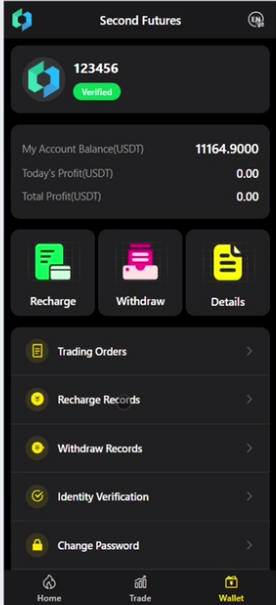 Second Futures
EN
123456
Verified
My Account Balance(USDT) 11164.9000
Today's Profit(USDT) 0.00
Total Profit(USDT) 0.00
Recharge Withdraw Details
Trading Orders
Recharge Records
Withdraw Records
Identity Verification
Change Password
Home Trade Wallet